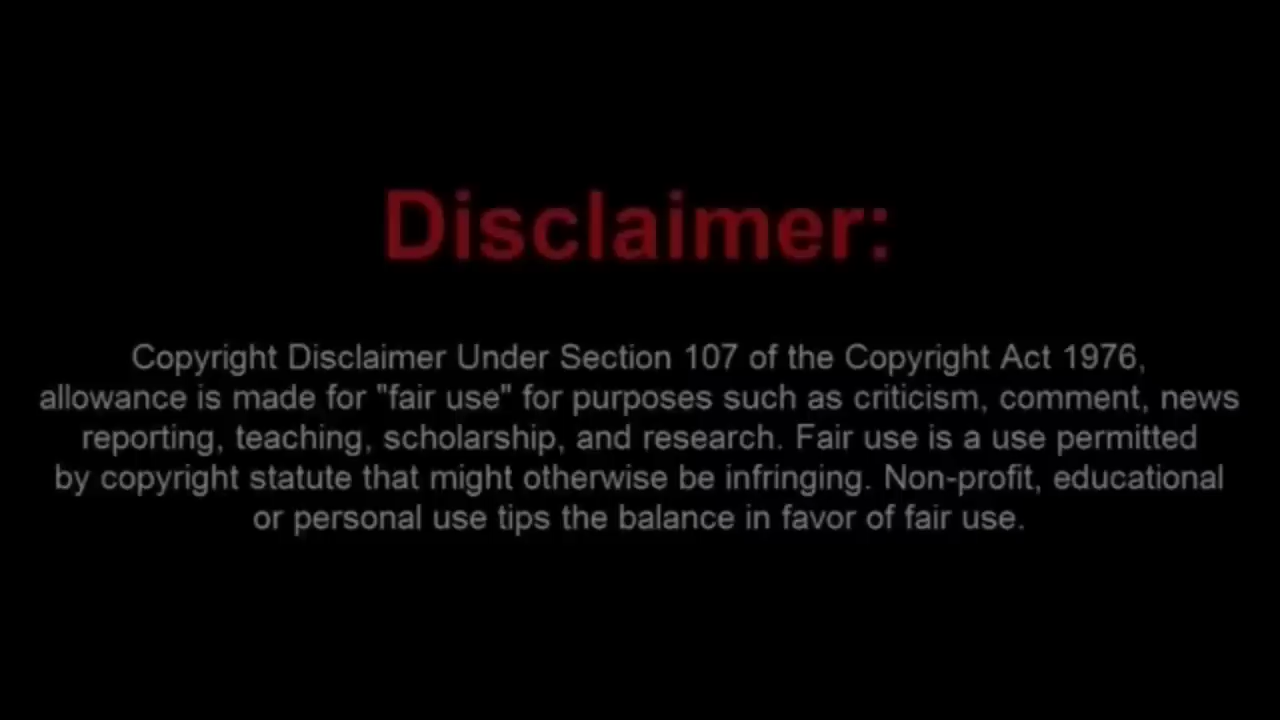 Disclaimer:
Copyright Disclaimer Under Section 107 of the Copyright Act 1976,
allowance is made for "fair use" for purposes such as criticism, comment, news
reporting, teaching, scholarship, and research. Fair use is a use permitted
by copyright statute that might otherwise be infringing. Non-profit, educational
or personal use tips the balance in favor of fair use.